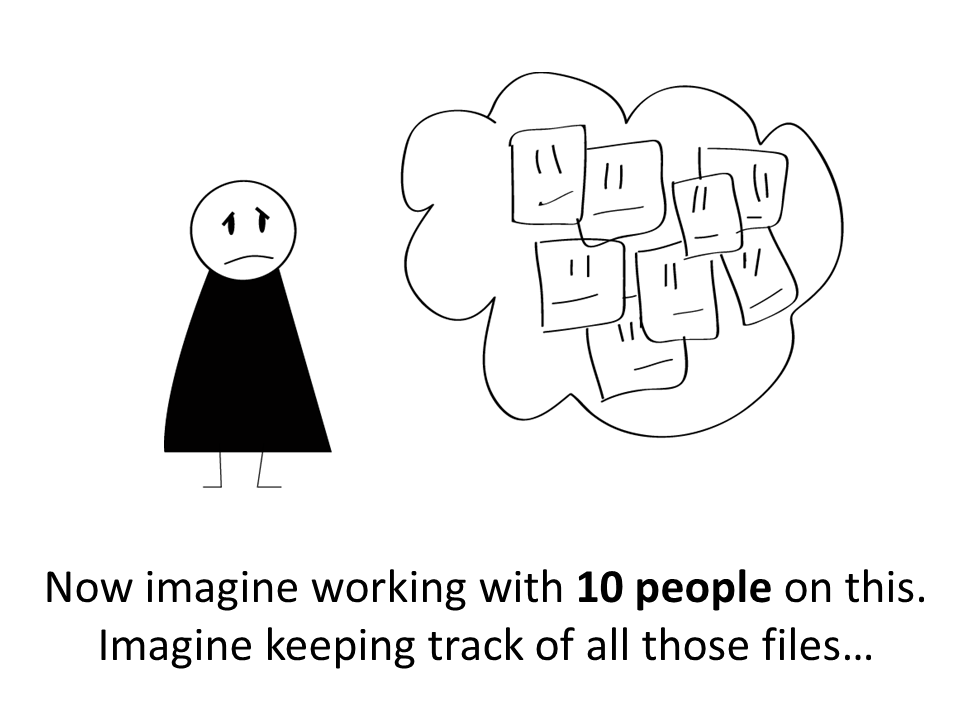 Now imagine working with 10 people on this.
Imagine keeping track of all those files…